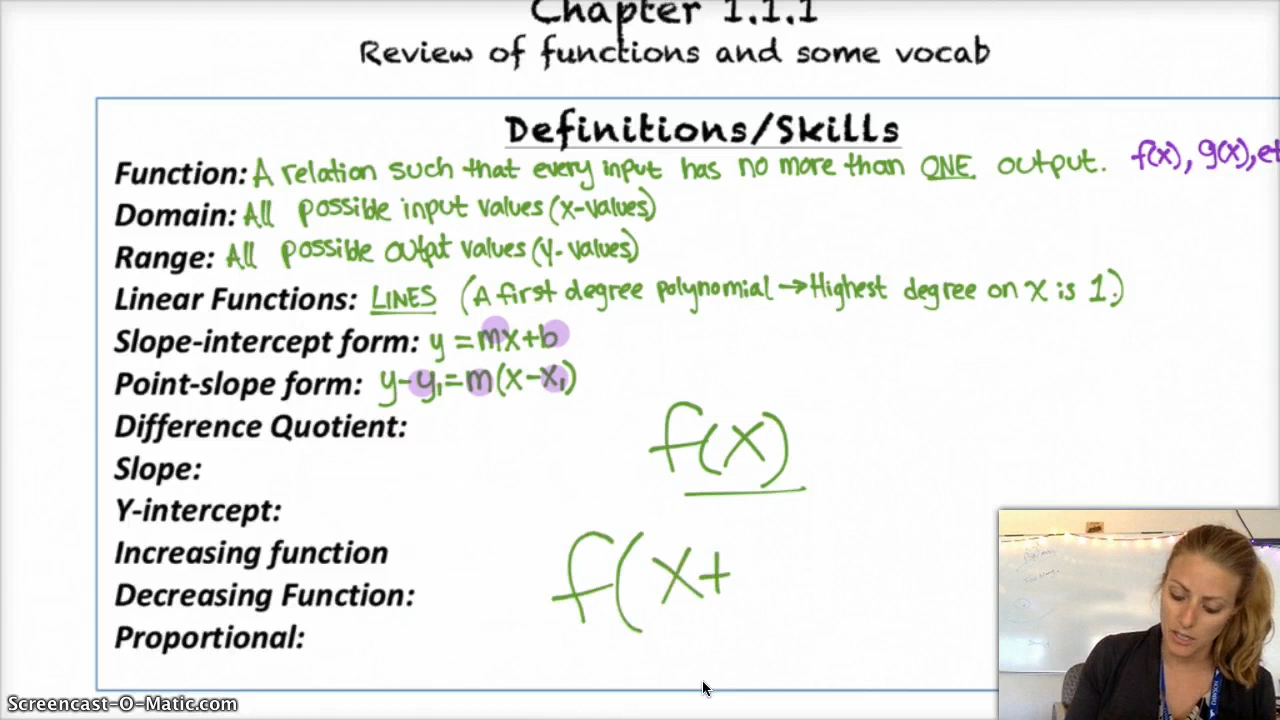 Chapter 1.1.1
Review of functions and some vocab
Definitions/Skills
Function: A relation such that every input has no more than ONE output. f(x), g(x), et
Domain: All possible input values (x-values)
Range: All possible output values (y-values)
Linear Functions: LINES (A first degree polynomial → Highest degree on x is 1.)
Slope-intercept form: y = mx+b
Point-slope form: y-y₁=m(x-x₁)
Difference Quotient:
f(x)
Slope:
Y-intercept:
Increasing function
f(x+
Decreasing Function:
Proportional:
Screencast-O-Matic.com